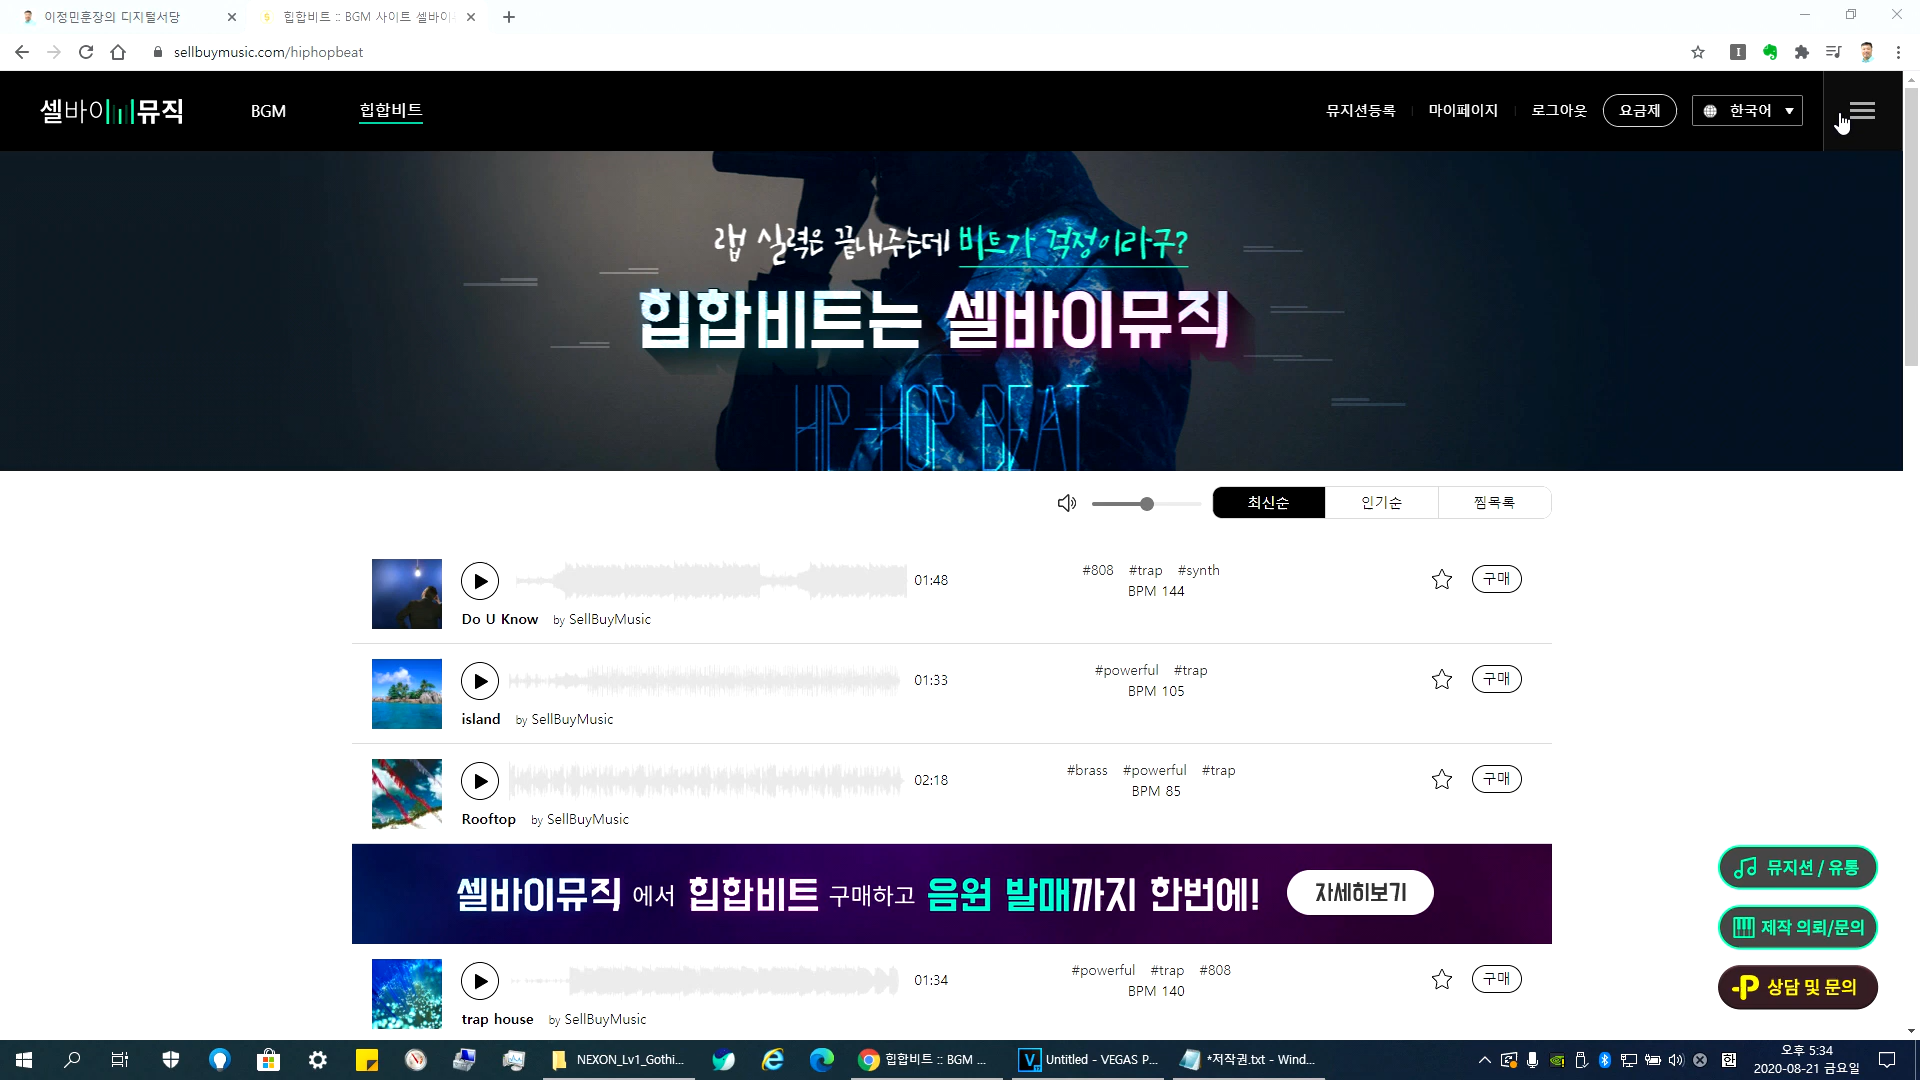 이정민훈장의 디지털서당
힙합비트 :: BGM 사이트 셀바이
sellbuymusic.com/hiphopbeat
셀바이뮤직
BGM
힙합비트
뮤지션등록
마이페이지
로그아웃
요금제
한국어
랩 실력은 끝내주는데 비트가 걱정이라구?
힙합비트는 셀바이뮤직
HIP-HOP BEAT
최신순
인기순
찜목록
01:48
#808 #trap #synth
BPM 144
구매
Do U Know by SellBuyMusic
01:33
#powerful #trap
BPM 105
구매
island by SellBuyMusic
02:18
#brass #powerful #trap
BPM 85
구매
Rooftop by SellBuyMusic
셀바이뮤직 에서 힙합비트 구매하고 음원 발매까지 한번에!
자세히보기
01:34
#powerful #trap #808
BPM 140
구매
trap house by SellBuyMusic
뮤지션 / 유통
제작 의뢰/문의
상담 및 문의
NEXON_Lv1_Gothi...
힙합비트 :: BGM ...
Untitled - VEGAS P...
*저작권.txt - Wind...
한
오후 5:34
2020-08-21 금요일